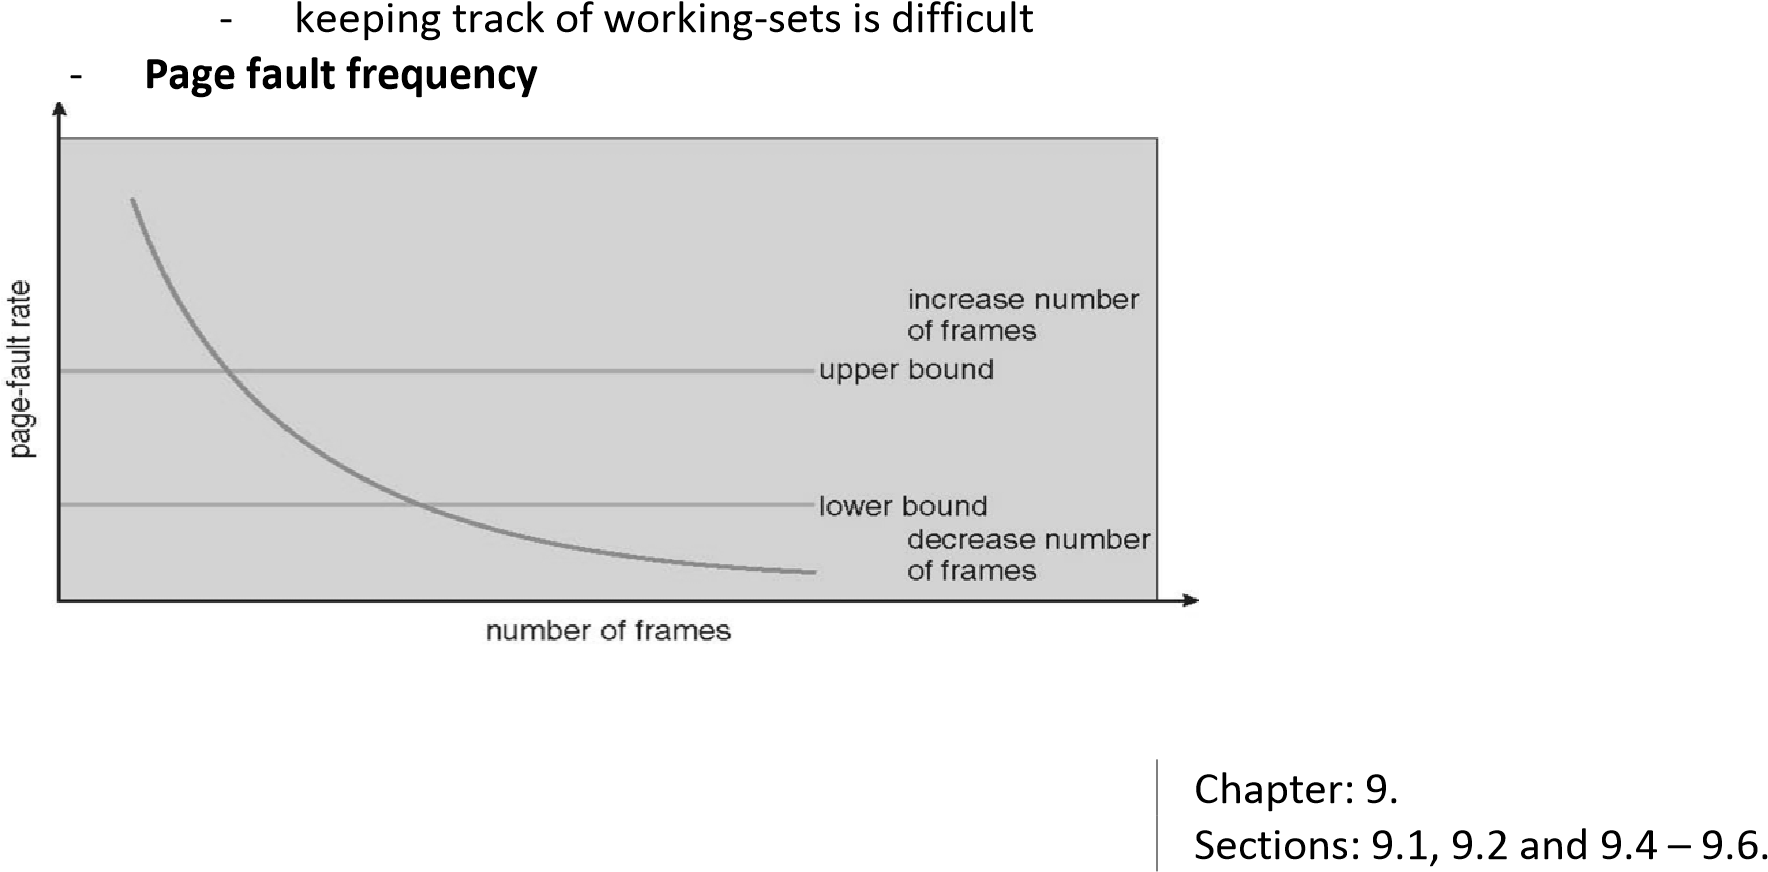 - keeping track of working-sets is difficult
- Page fault frequency
page-fault rate
increase number
of frames
upper bound
lower bound
decrease number
of frames
number of frames
Chapter: 9.
Sections: 9.1, 9.2 and 9.4 – 9.6.